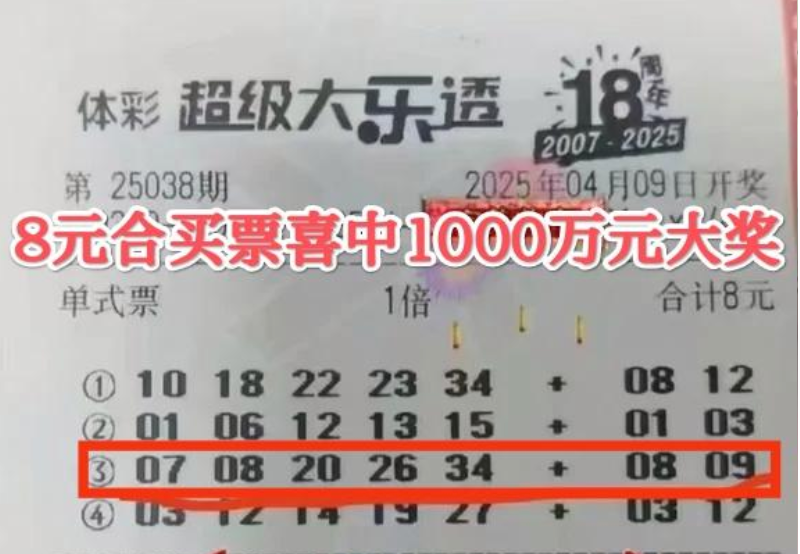 体彩 超级大乐透 18周年
2007-2025
第 25038期 2025年04月09日开奖
8元合买票喜中1000万元大奖
单式票 1倍 合计8元
① 10 18 22 23 34 + 08 12
② 01 06 12 13 15 + 01 03
③ 07 08 20 26 34 + 08 09
④ 03 12 14 19 27 + 03 12